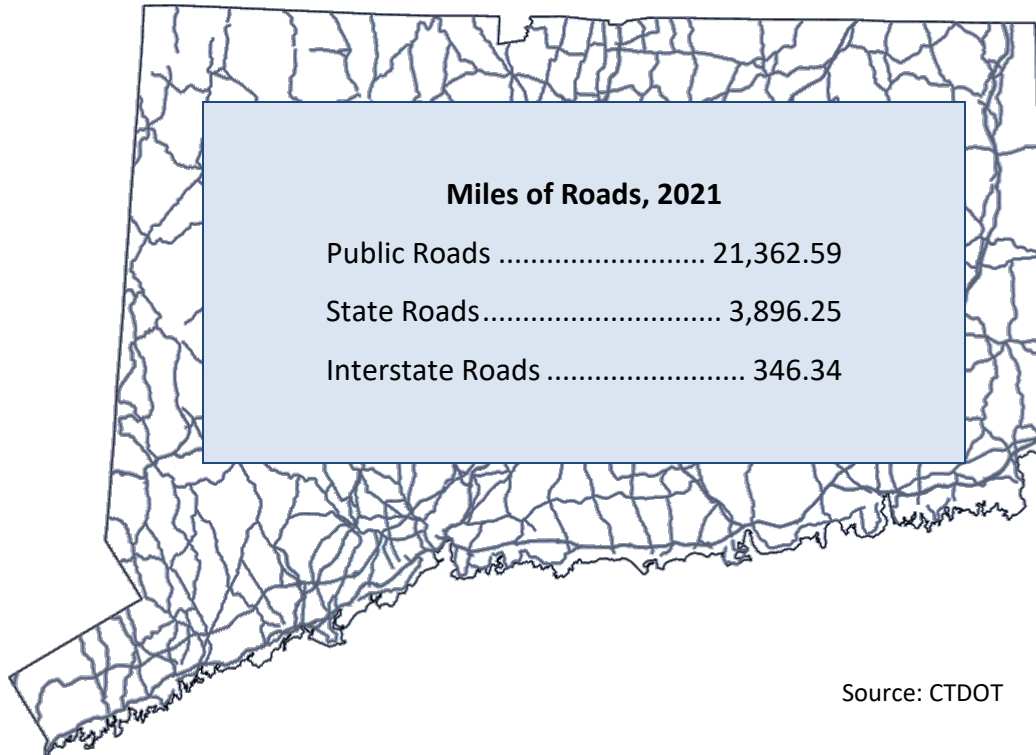 Miles of Roads, 2021
Public Roads .......................... 21,362.59
State Roads.............................. 3,896.25
Interstate Roads ......................... 346.34
Source: CTDOT